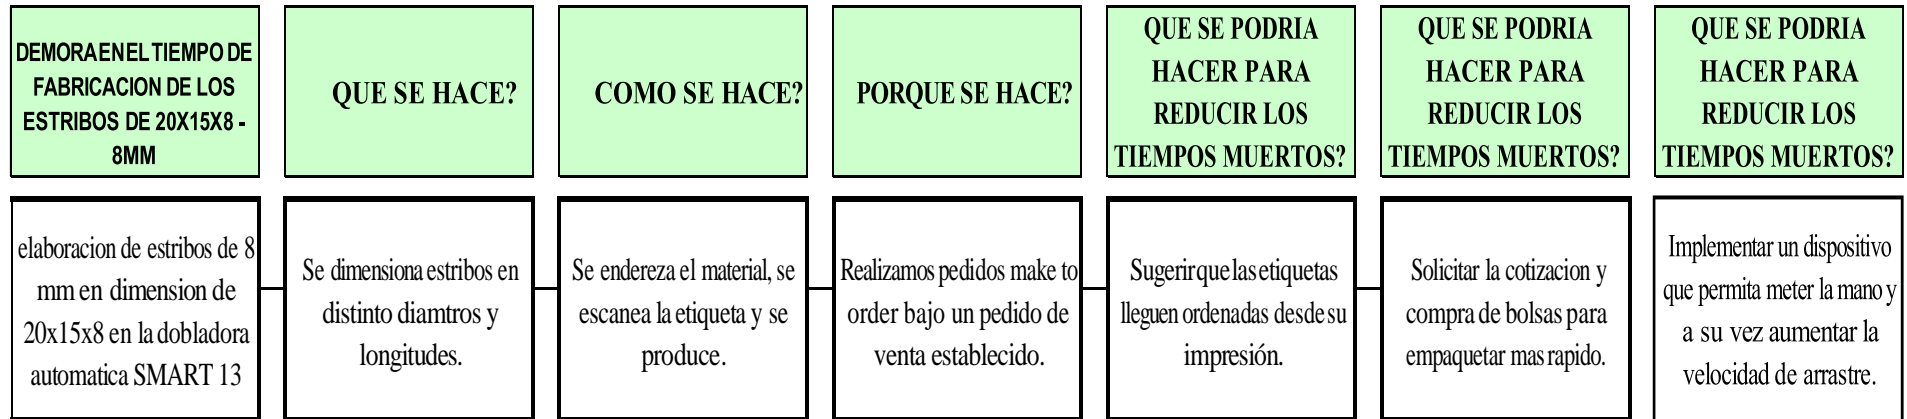 DEMORA EN EL TIEMPO DE
FABRICACION DE LOS
ESTRIBOS DE 20X15X8 -
8MM
QUE SE HACE?
COMO SE HACE?
PORQUE SE HACE?
QUE SE PODRIA
HACER PARA
REDUCIR LOS
TIEMPOS MUERTOS?
QUE SE PODRIA
HACER PARA
REDUCIR LOS
TIEMPOS MUERTOS?
QUE SE PODRIA
HACER PARA
REDUCIR LOS
TIEMPOS MUERTOS?
elaboracion de estribos de 8
mm en dimension de
20x15x8 en la dobladora
automatica SMART 13
Se dimensiona estribos en
distinto diamtros y
longitudes.
Se endereza el material, se
escanea la etiqueta y se
produce.
Realizamos pedidos make to
order bajo un pedido de
venta establecido.
Sugerir que las etiquetas
lleguen ordenadas desde su
impresión.
Solicitar la cotizacion y
compra de bolsas para
empaquetar mas rapido.
Implementar un dispositivo
que permita meter la mano y
a su vez aumentar la
velocidad de arrastre.